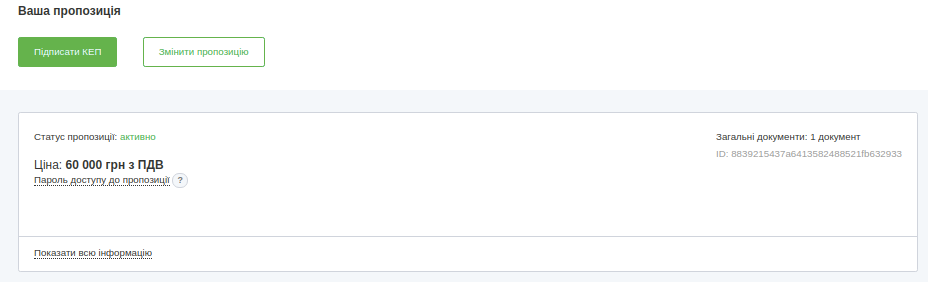 Ваша пропозиція
Підписати КЕП
Змінити пропозицію
Статус пропозиції: активно
Загальні документи: 1 документ
ID: 8839215437a6413582488521fb632933
Ціна: 60 000 грн з ПДВ
Пароль доступу до пропозиції ?
Показати всю інформацію